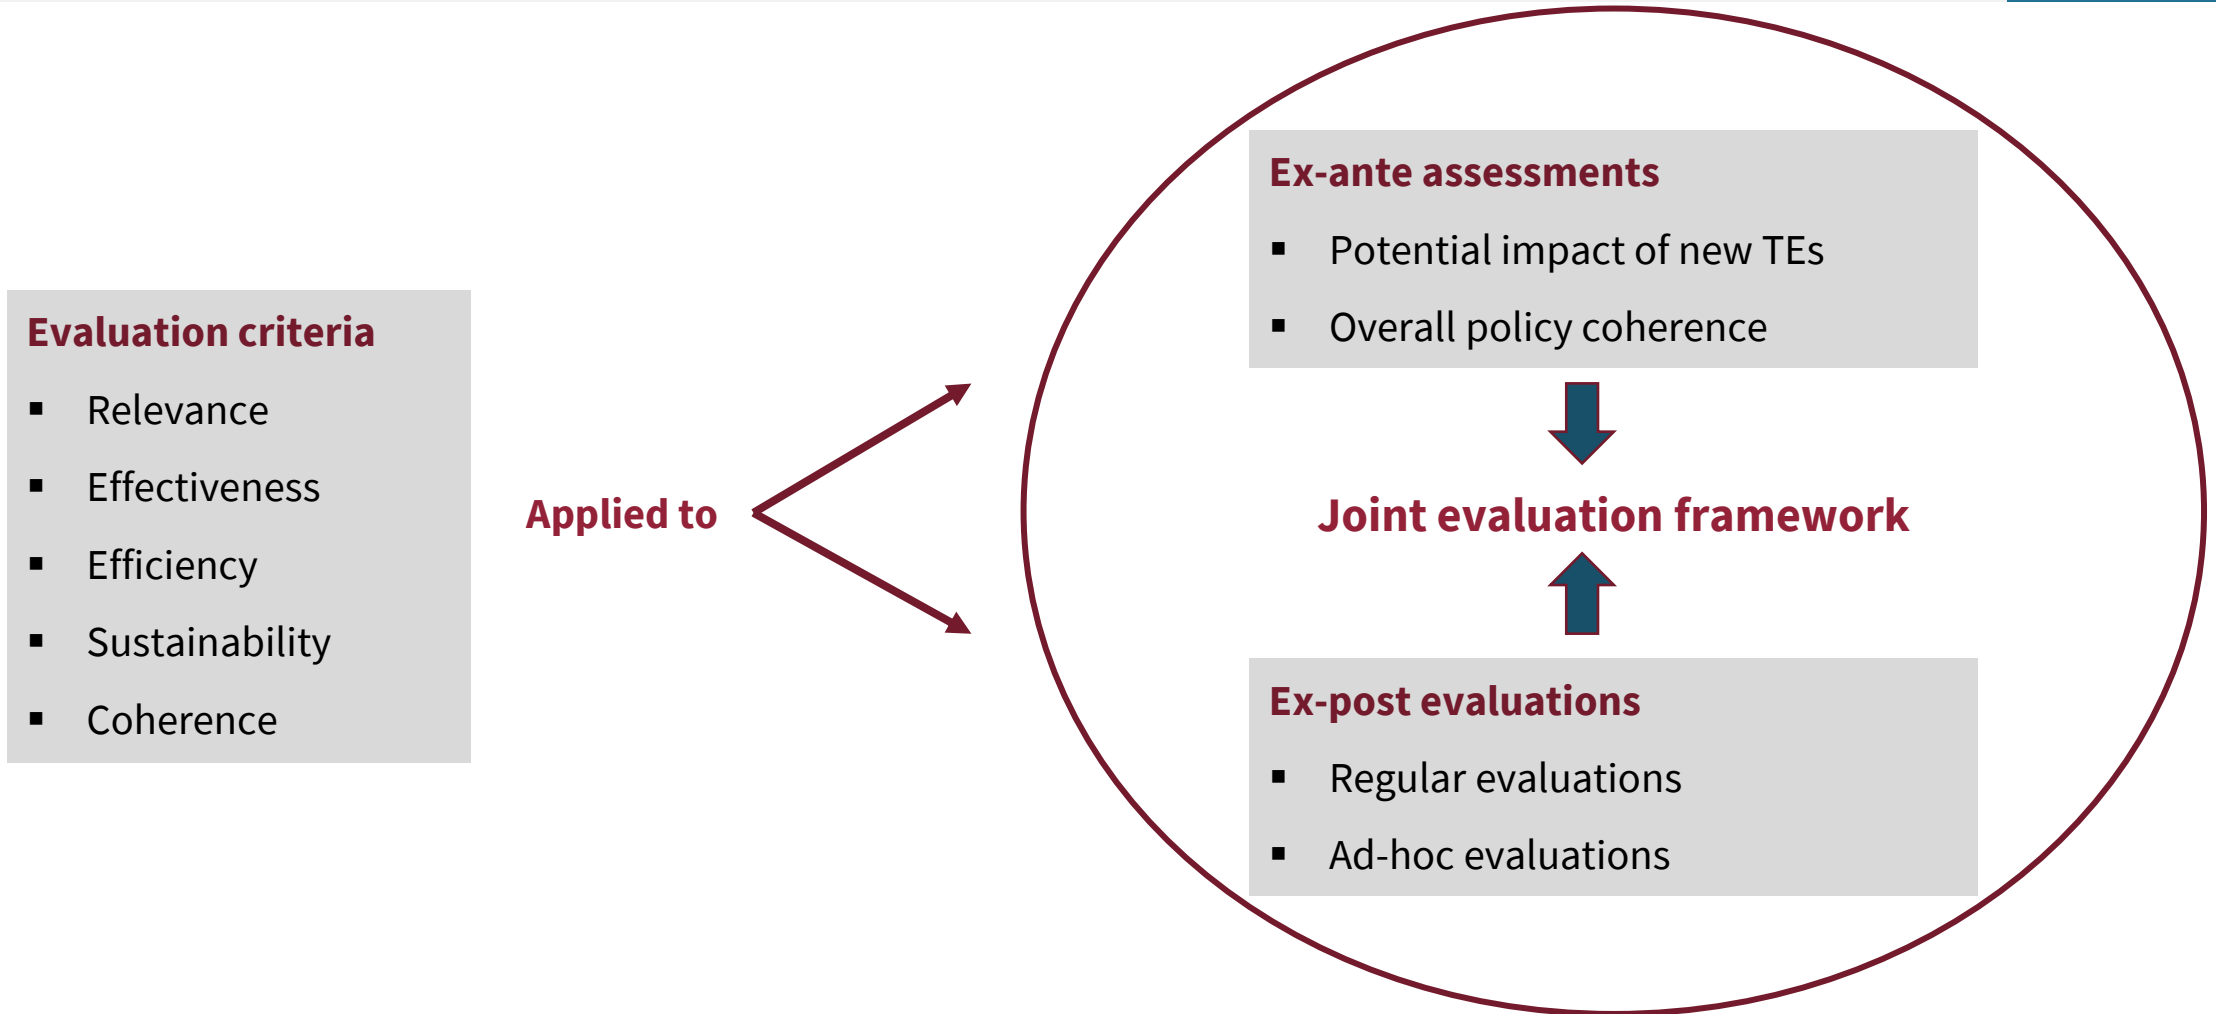 Evaluation criteria
▪ Relevance
▪ Effectiveness
▪ Efficiency
▪ Sustainability
▪ Coherence
Applied to
Ex-ante assessments
▪ Potential impact of new TEs
▪ Overall policy coherence
Joint evaluation framework
Ex-post evaluations
▪ Regular evaluations
▪ Ad-hoc evaluations